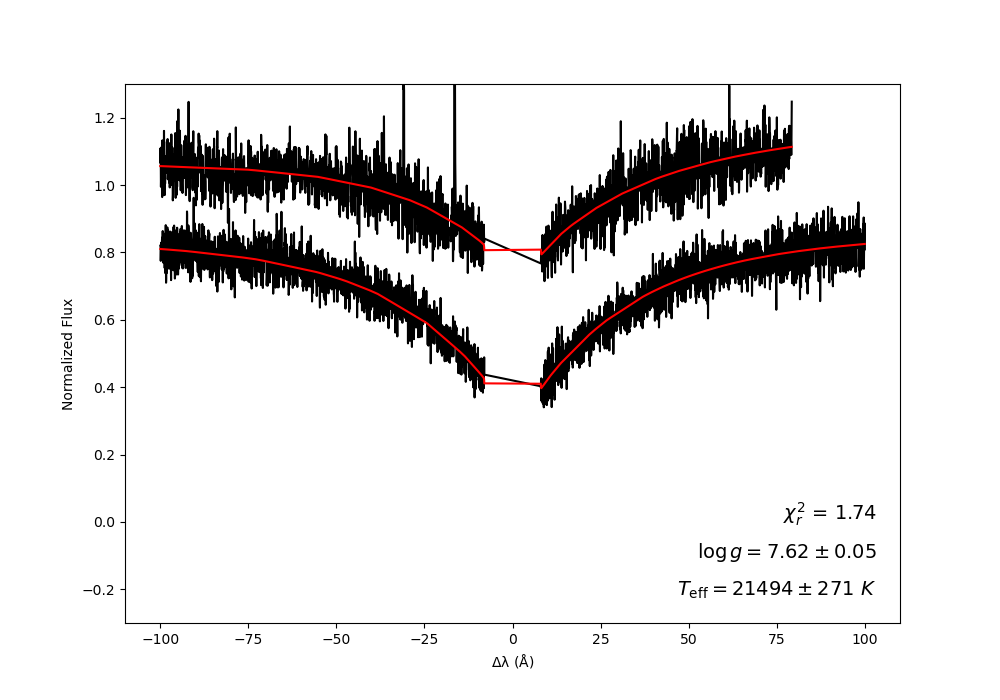 1.2
1.0
0.8
0.6
0.4
0.2
0.0
−0.2
Normalized Flux
χ²ᵣ = 1.74
log g = 7.62 ± 0.05
T_eff = 21494 ± 271 K
−100 −75 −50 −25 0 25 50 75 100
Δλ (Å)